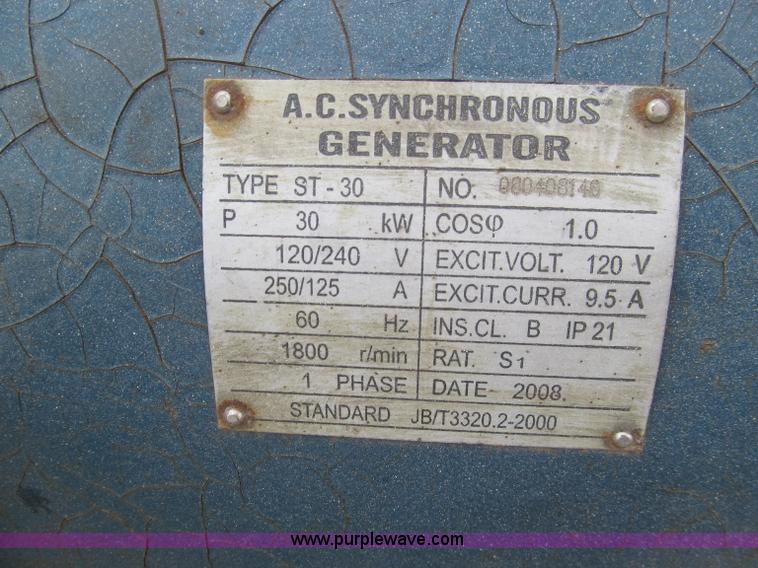 A.C.SYNCHRONOUS
GENERATOR
TYPE ST-30 NO. 080408146
P 30 kW COSφ 1.0
120/240 V EXCIT.VOLT. 120 V
250/125 A EXCIT.CURR. 9.5 A
60 Hz INS.CL. B IP21
1800 r/min RAT. S1
1 PHASE DATE 2008.
STANDARD JB/T3320.2-2000
www.purplewave.com